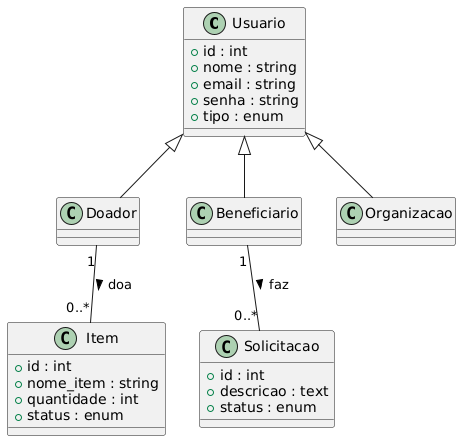 C Usuario
id : int
nome : string
email : string
senha : string
tipo : enum
C Doador
C Beneficiario
C Organizacao
1
1
doa
faz
0..*
0..*
C Item
id : int
nome_item : string
quantidade : int
status : enum
C Solicitacao
id : int
descricao : text
status : enum